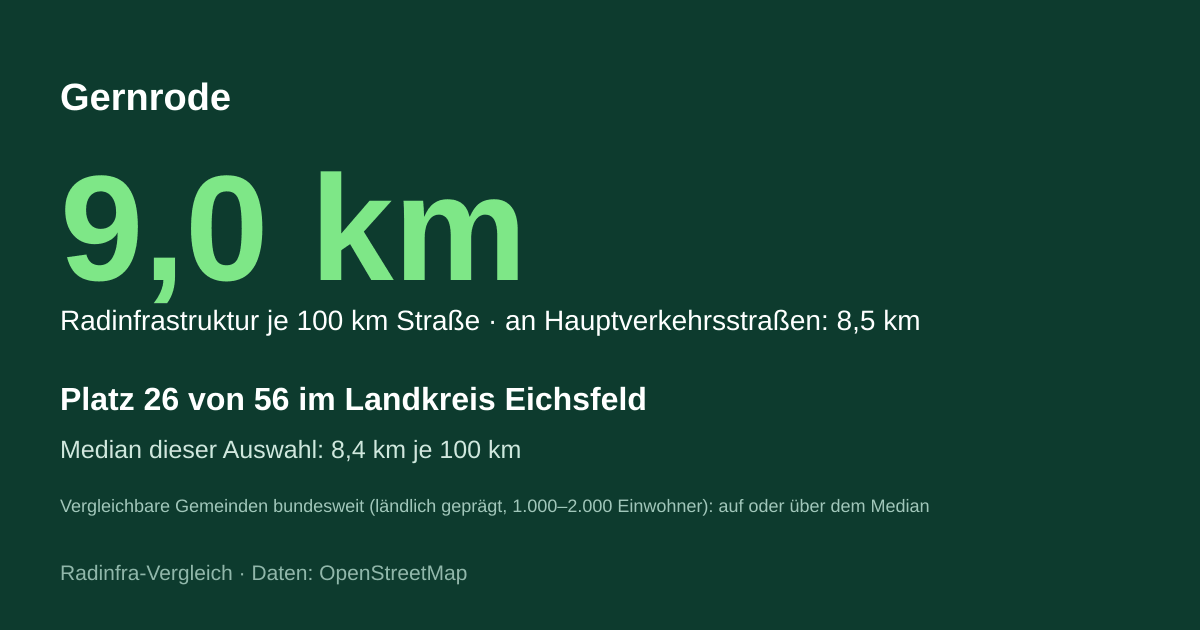 Gernrode
9,0 km
Radinfrastruktur je 100 km Straße · an Hauptverkehrsstraßen: 8,5 km
Platz 26 von 56 im Landkreis Eichsfeld
Median dieser Auswahl: 8,4 km je 100 km
Vergleichbare Gemeinden bundesweit (ländlich geprägt, 1.000–2.000 Einwohner): auf oder über dem Median
Radinfra-Vergleich · Daten: OpenStreetMap